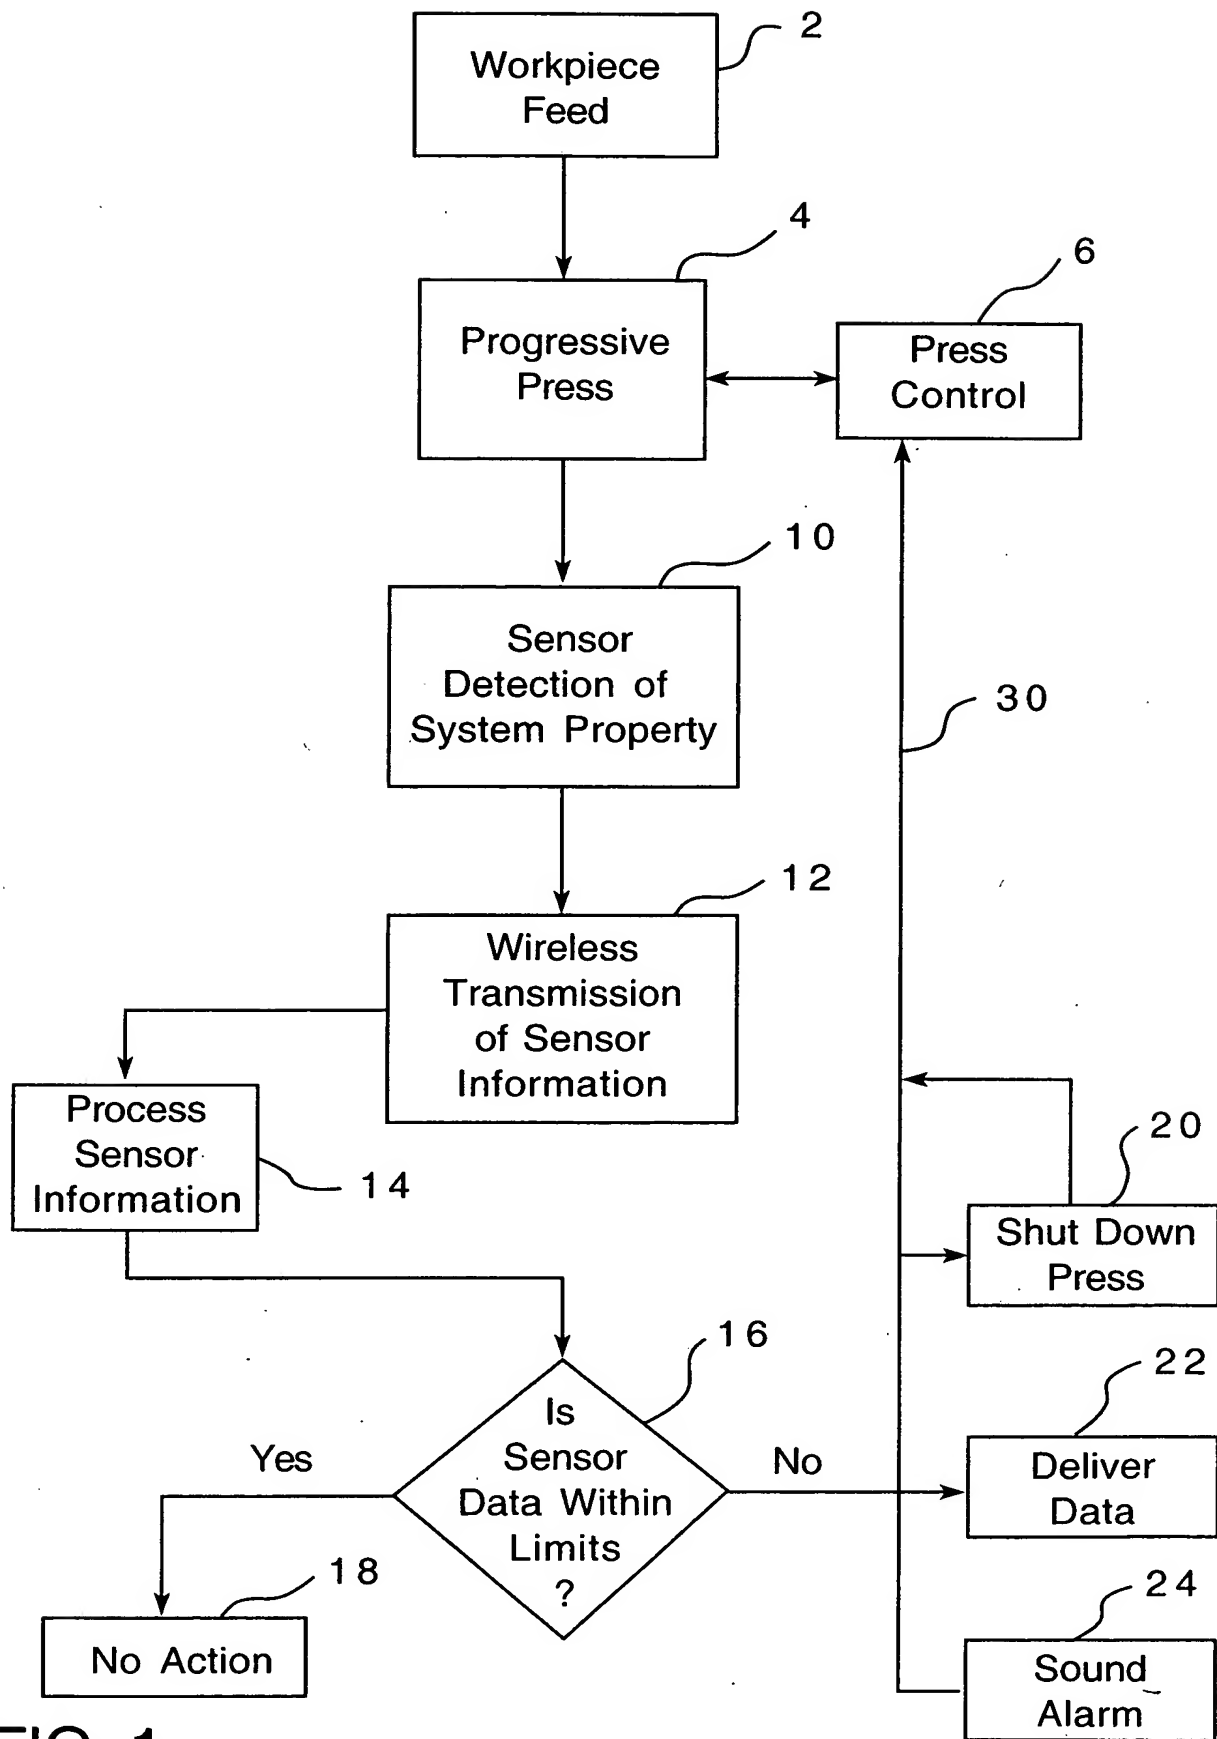 2
Workpiece
Feed
4
6
Progressive
Press
Press
Control
10
Sensor
Detection of
System Property
30
12
Wireless
Transmission
of Sensor
Information
Process
Sensor
Information
14
20
Shut Down
Press
16
Is
Sensor
Data Within
Limits
?
Yes
No
22
Deliver
Data
18
No Action
24
Sound
Alarm
FIG. 1